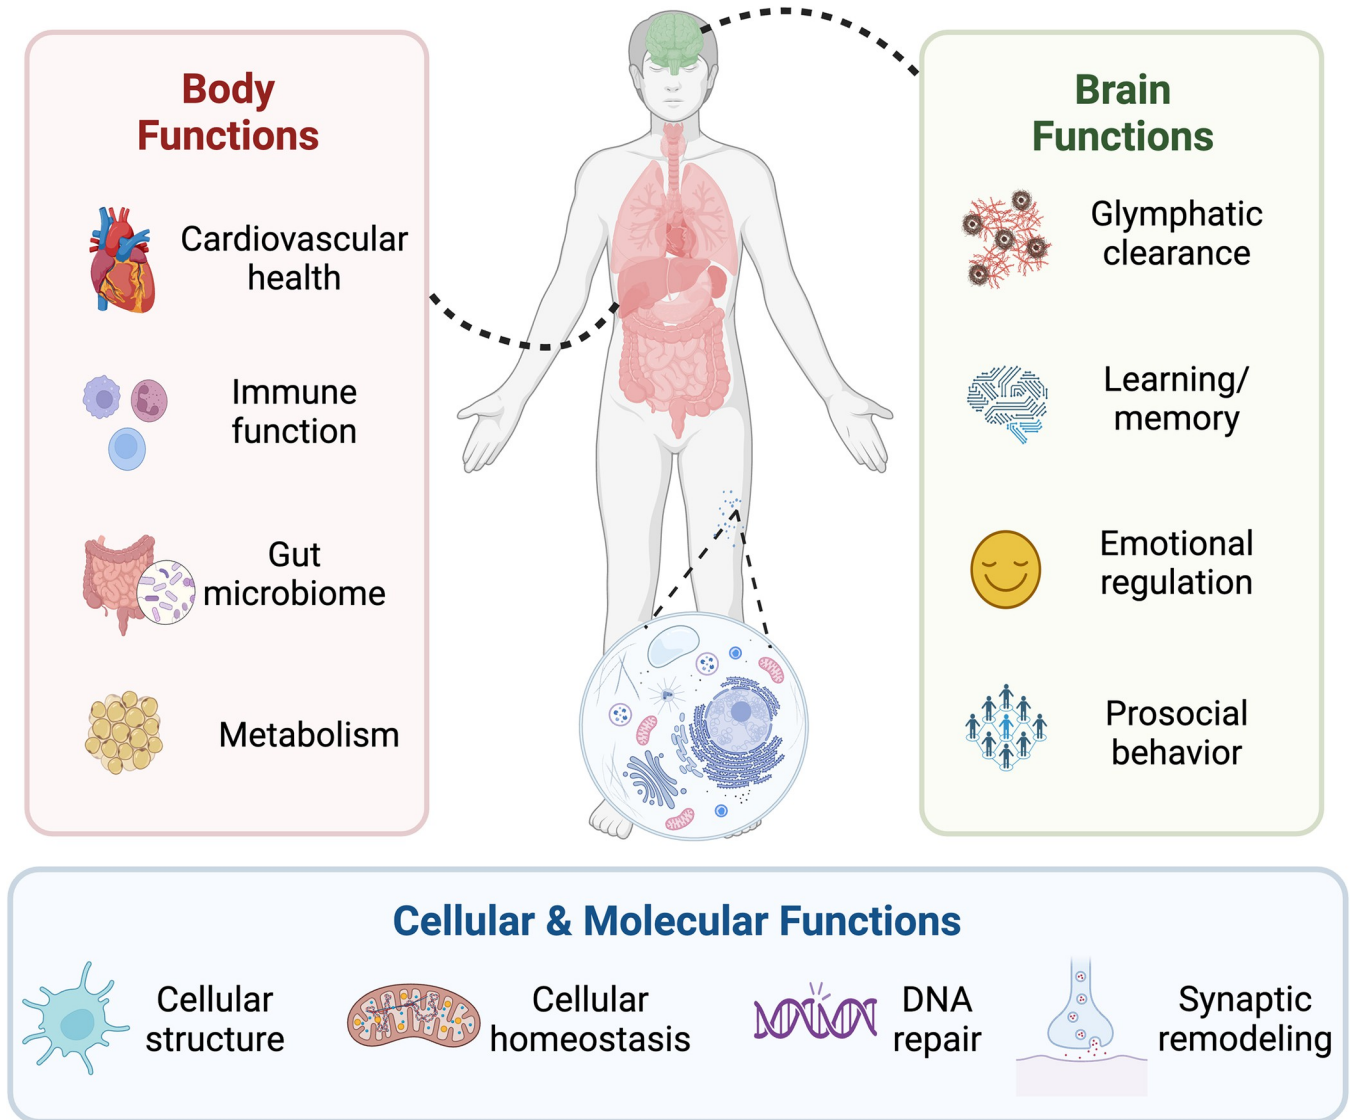 Body
Functions
Cardiovascular
health
Immune
function
Gut
microbiome
Metabolism
Brain
Functions
Glymphatic
clearance
Learning/
memory
Emotional
regulation
Prosocial
behavior
Cellular & Molecular Functions
Cellular
structure
Cellular
homeostasis
DNA
repair
Synaptic
remodeling